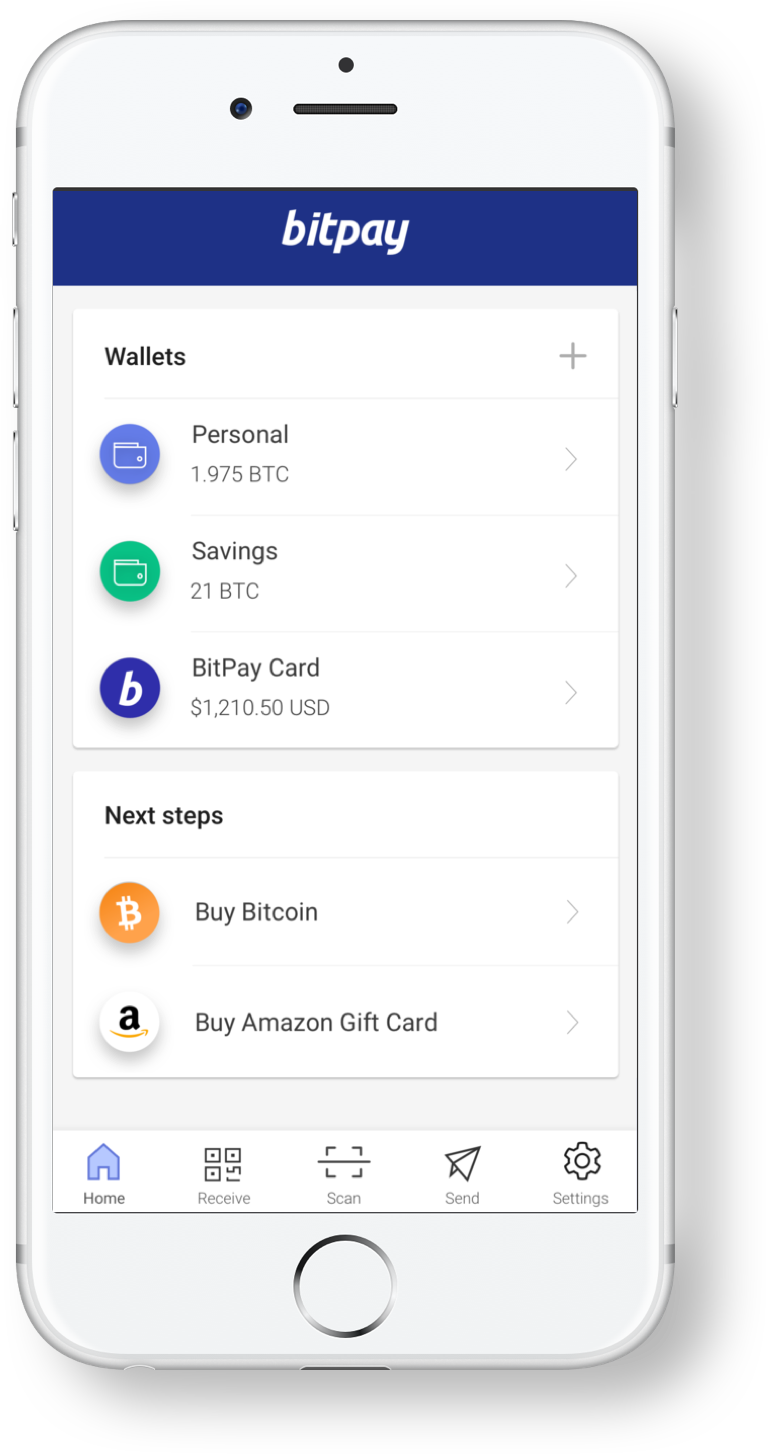 bitpay
Wallets
Personal
1.975 BTC
Savings
21 BTC
b
BitPay Card
$1,210.50 USD
Next steps
Buy Bitcoin
a
Buy Amazon Gift Card
Home
Receive
Scan
Send
Settings